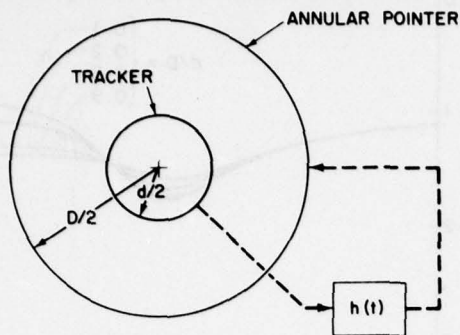 ANNULAR POINTER
TRACKER
D/2
d/2
h(t)